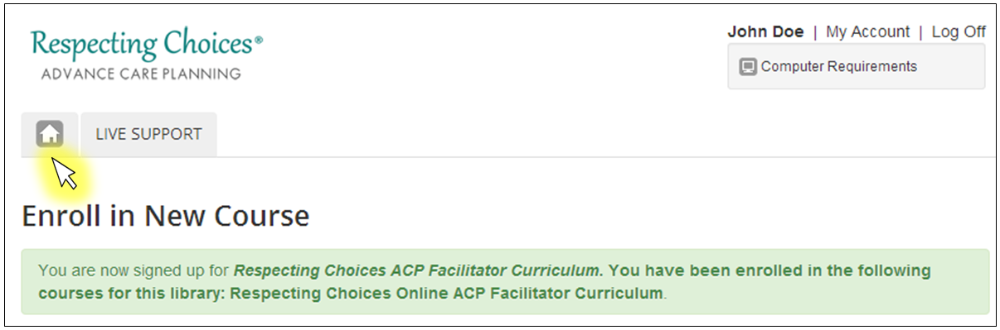 Respecting Choices®
ADVANCE CARE PLANNING
John Doe | My Account | Log Off
Computer Requirements
LIVE SUPPORT
Enroll in New Course
You are now signed up for Respecting Choices ACP Facilitator Curriculum. You have been enrolled in the following
courses for this library: Respecting Choices Online ACP Facilitator Curriculum.